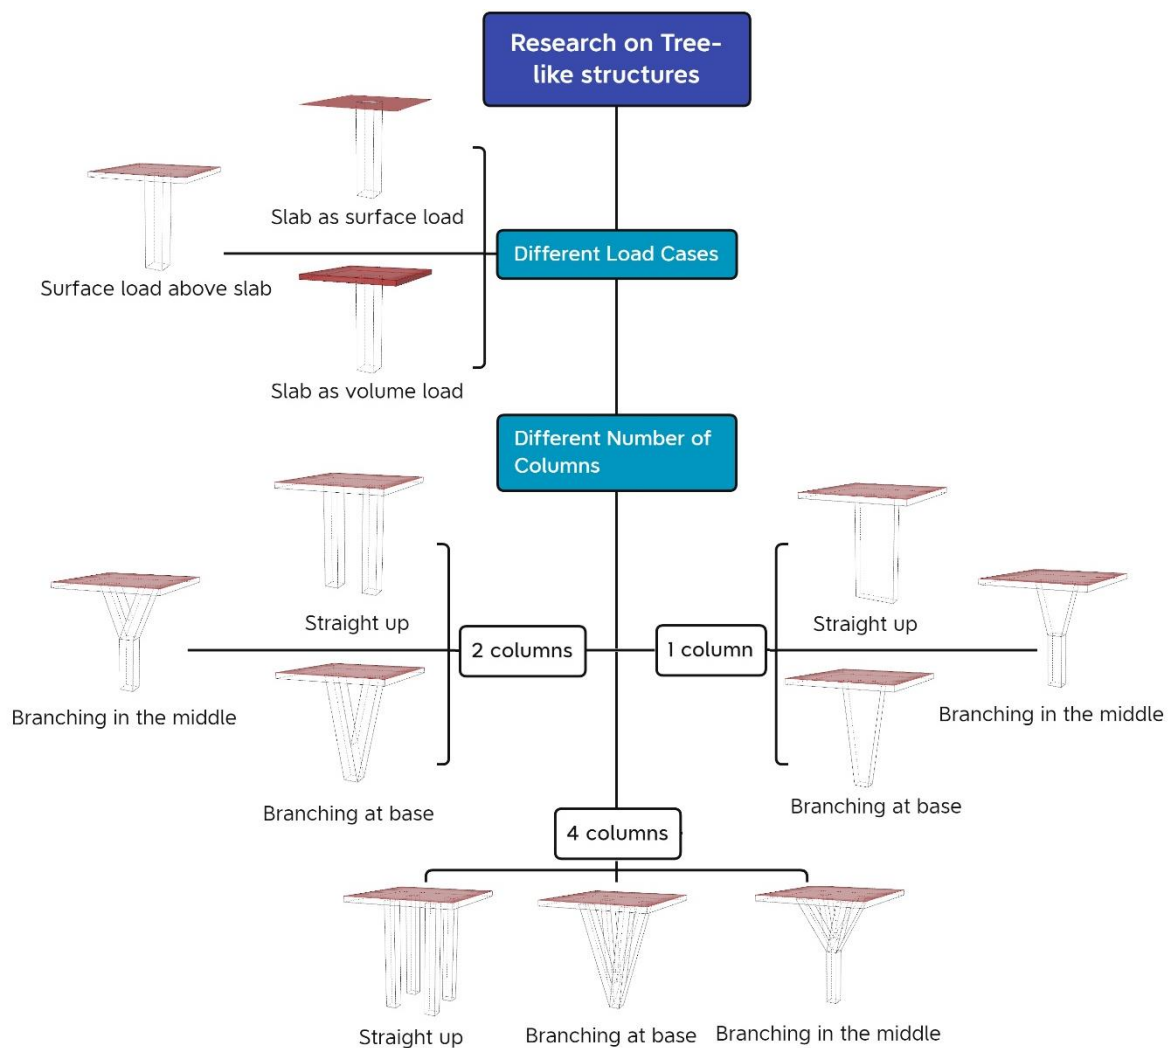 Research on Tree-
like structures
Slab as surface load
Different Load Cases
Surface load above slab
Slab as volume load
Different Number of
Columns
Straight up
Straight up
2 columns
1 column
Branching in the middle
Branching in the middle
Branching at base
Branching at base
4 columns
Straight up
Branching at base
Branching in the middle